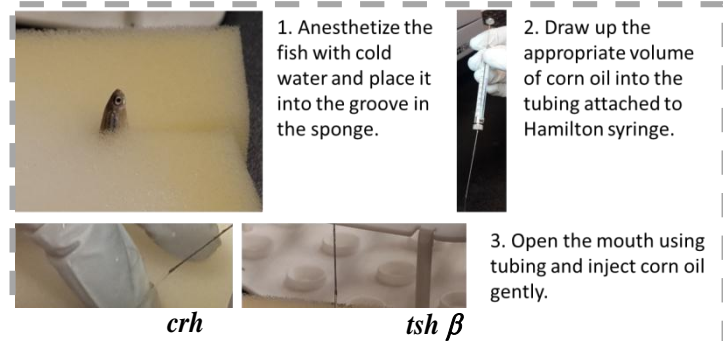 1. Anesthetize the
fish with cold
water and place it
into the groove in
the sponge.
2. Draw up the
appropriate volume
of corn oil into the
tubing attached to
Hamilton syringe.
3. Open the mouth using
tubing and inject corn oil
gently.
crh
tsh β